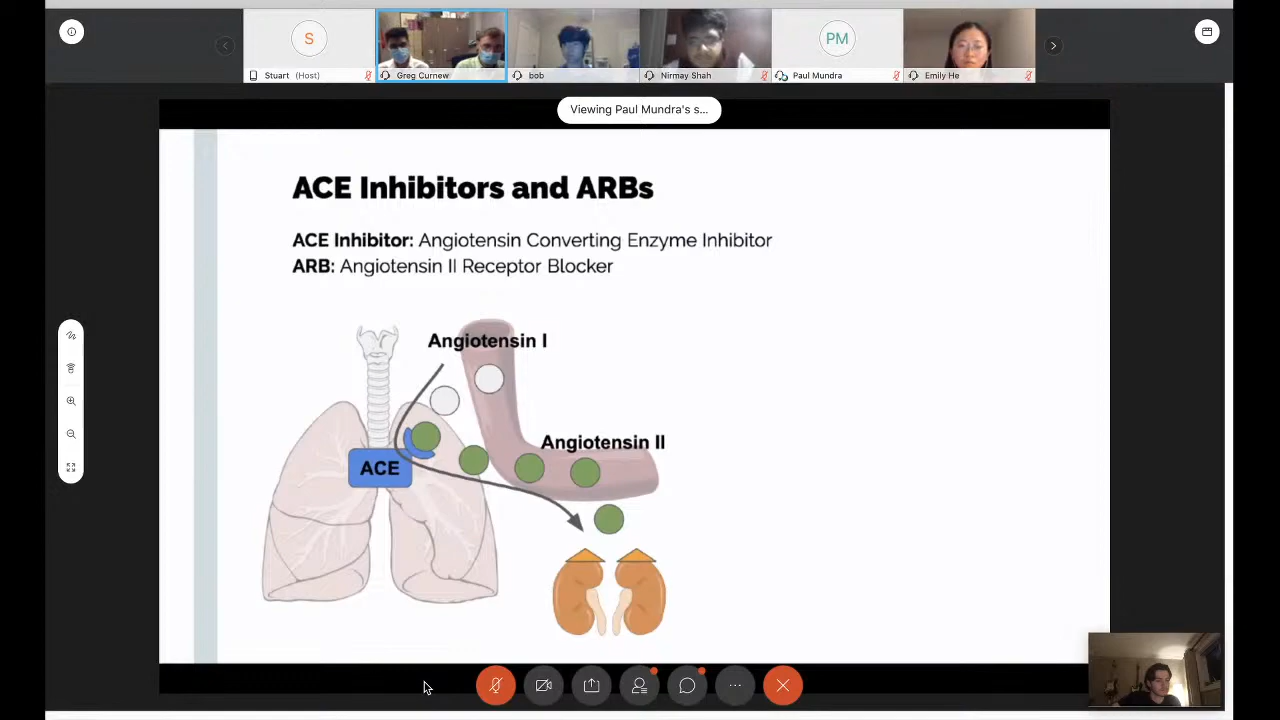 S
PM
Stuart (Host)
Greg Curnew
bob
Nirmay Shah
Paul Mundra
Emily He
Viewing Paul Mundra's s...
ACE Inhibitors and ARBs
ACE Inhibitor: Angiotensin Converting Enzyme Inhibitor
ARB: Angiotensin II Receptor Blocker
Angiotensin I
Angiotensin II
ACE